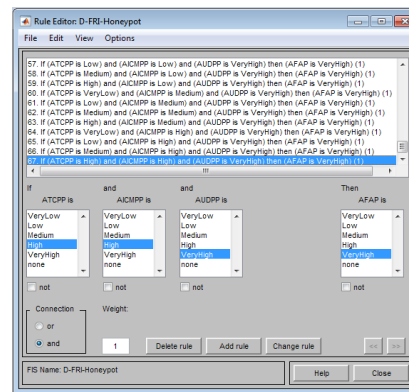 Rule Editor: D-FRI-Honeypot
File Edit View Options
57. If (ATCPP is Low) and (AICMPP is Low) and (AUDPP is VeryHigh) then (AFAP is VeryHigh) (1)
58. If (ATCPP is Medium) and (AICMPP is Low) and (AUDPP is VeryHigh) then (AFAP is VeryHigh) (1)
59. If (ATCPP is High) and (AICMPP is Low) and (AUDPP is VeryHigh) then (AFAP is VeryHigh) (1)
60. If (ATCPP is VeryLow) and (AICMPP is Medium) and (AUDPP is VeryHigh) then (AFAP is VeryHigh) (1)
61. If (ATCPP is Low) and (AICMPP is Medium) and (AUDPP is VeryHigh) then (AFAP is VeryHigh) (1)
62. If (ATCPP is Medium) and (AICMPP is Medium) and (AUDPP is VeryHigh) then (AFAP is VeryHigh) (1)
63. If (ATCPP is High) and (AICMPP is Medium) and (AUDPP is VeryHigh) then (AFAP is VeryHigh) (1)
64. If (ATCPP is VeryLow) and (AICMPP is High) and (AUDPP is VeryHigh) then (AFAP is VeryHigh) (1)
65. If (ATCPP is Low) and (AICMPP is High) and (AUDPP is VeryHigh) then (AFAP is VeryHigh) (1)
66. If (ATCPP is Medium) and (AICMPP is High) and (AUDPP is VeryHigh) then (AFAP is VeryHigh) (1)
67. If (ATCPP is High) and (AICMPP is High) and (AUDPP is VeryHigh) then (AFAP is VeryHigh) (1)
If and and Then
ATCPP is AICMPP is AUDPP is AFAP is
VeryLow VeryLow VeryLow VeryLow
Low Low Low Low
Medium Medium Medium Medium
High High High High
VeryHigh VeryHigh VeryHigh VeryHigh
none none none none
not not not not
Connection Weight:
or
and 1 Delete rule Add rule Change rule << >>
FIS Name: D-FRI-Honeypot Help Close